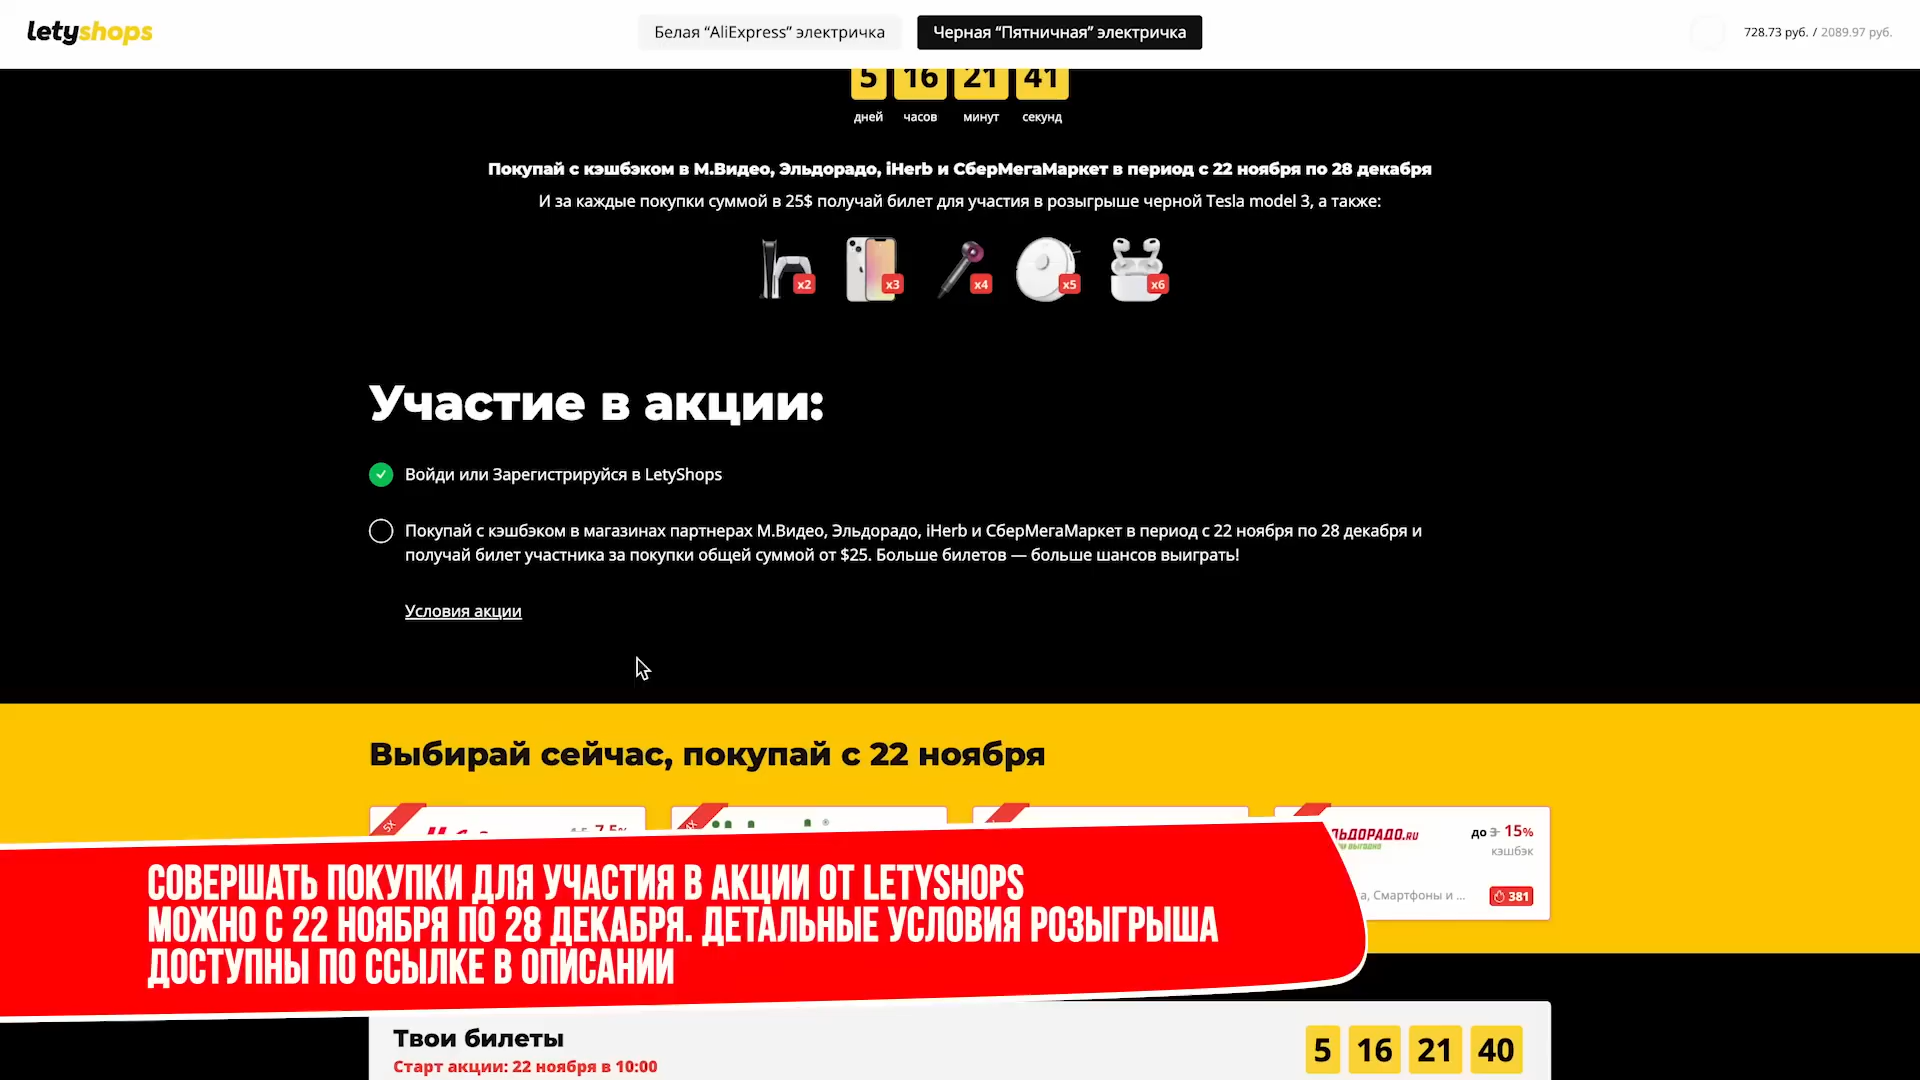 letyshops
Белая “AliExpress” электричка
Черная “Пятничная” электричка
728.73 руб. / 2089.97 руб.
5 16 21 41
дней часов минут секунд
Покупай с кэшбэком в М.Видео, Эльдорадо, iHerb и СберМегаМаркет в период с 22 ноября по 28 декабря
И за каждые покупки суммой в 25$ получай билет для участия в розыгрыше черной Tesla model 3, а также:
x2 x3 x4 x5 x6
Участие в акции:
Войди или Зарегистрируйся в LetyShops
Покупай с кэшбэком в магазинах партнерах М.Видео, Эльдорадо, iHerb и СберМегаМаркет в период с 22 ноября по 28 декабря и
получай билет участника за покупки общей суммой от $25. Больше билетов — больше шансов выиграть!
Условия акции
Выбирай сейчас, покупай с 22 ноября
5X
ЛЬДОРАДО.RU
до 3 15%
кэшбэк
а, Смартфоны и ...
381
СОВЕРШАТЬ ПОКУПКИ ДЛЯ УЧАСТИЯ В АКЦИИ ОТ LETYSHOPS
МОЖНО С 22 НОЯБРЯ ПО 28 ДЕКАБРЯ. ДЕТАЛЬНЫЕ УСЛОВИЯ РОЗЫГРЫША
ДОСТУПНЫ ПО ССЫЛКЕ В ОПИСАНИИ
Твои билеты
Старт акции: 22 ноября в 10:00
5 16 21 40